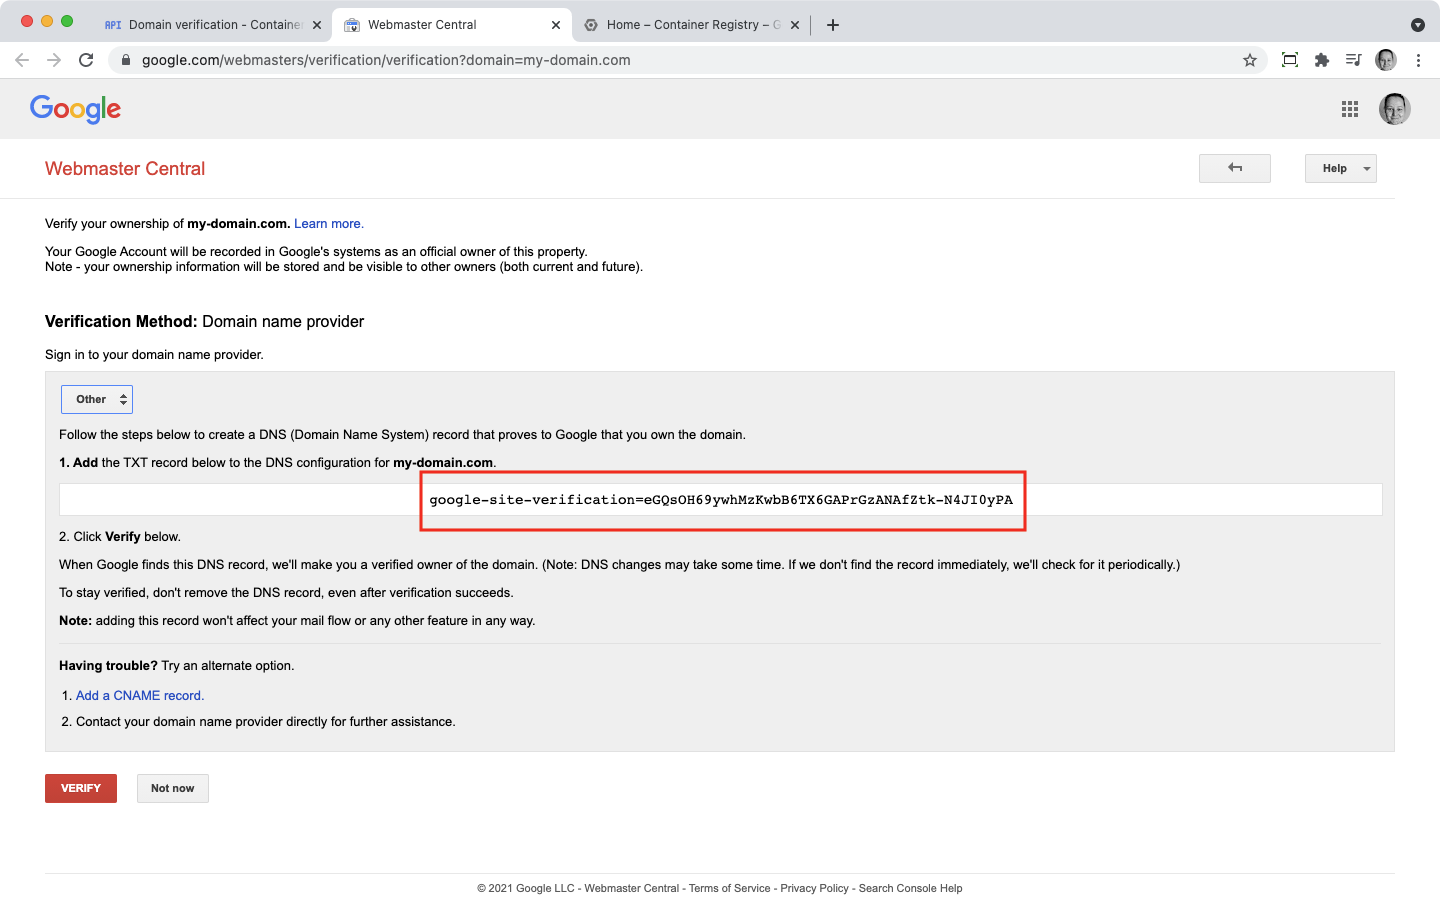 API Domain verification - Container
Webmaster Central
Home – Container Registry – G
google.com/webmasters/verification/verification?domain=my-domain.com
Google
Webmaster Central
Help
Verify your ownership of my-domain.com. Learn more.
Your Google Account will be recorded in Google's systems as an official owner of this property.
Note - your ownership information will be stored and be visible to other owners (both current and future).
Verification Method: Domain name provider
Sign in to your domain name provider.
Other
Follow the steps below to create a DNS (Domain Name System) record that proves to Google that you own the domain.
1. Add the TXT record below to the DNS configuration for my-domain.com.
google-site-verification=eGQsOH69ywhMzKwbB6TX6GAPrGzANAfZtk-N4JI0yPA
2. Click Verify below.
When Google finds this DNS record, we'll make you a verified owner of the domain. (Note: DNS changes may take some time. If we don't find the record immediately, we'll check for it periodically.)
To stay verified, don't remove the DNS record, even after verification succeeds.
Note: adding this record won't affect your mail flow or any other feature in any way.
Having trouble? Try an alternate option.
1. Add a CNAME record.
2. Contact your domain name provider directly for further assistance.
VERIFY
Not now
© 2021 Google LLC - Webmaster Central - Terms of Service - Privacy Policy - Search Console Help